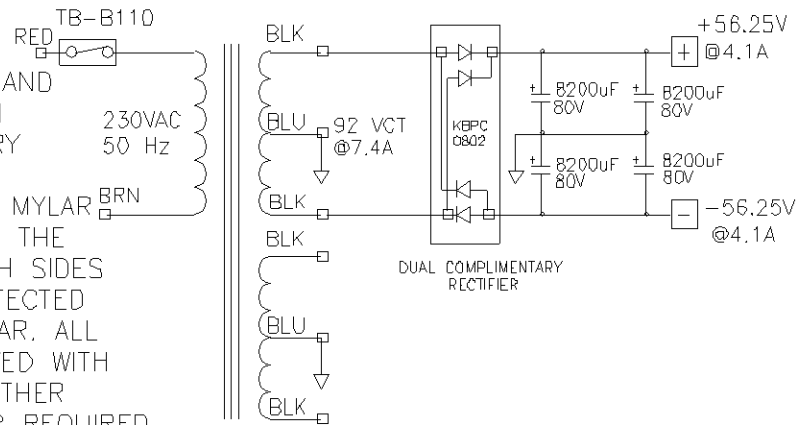 TB-B110
RED
AND
RY
MYLAR
THE
H SIDES
TECTED
AR. ALL
ED WITH
THER
REQUIRED
230VAC
50 Hz
BRN
BLK
BLU
BLK
92 VCT
@7.4A
BLK
BLU
BLK
KBPC
0802
DUAL COMPLIMENTARY
RECTIFIER
+ 8200uF
80V
+ 8200uF
80V
+ 8200uF
80V
+ 8200uF
80V
+
+56.25V
@4.1A
-
-56.25V
@4.1A